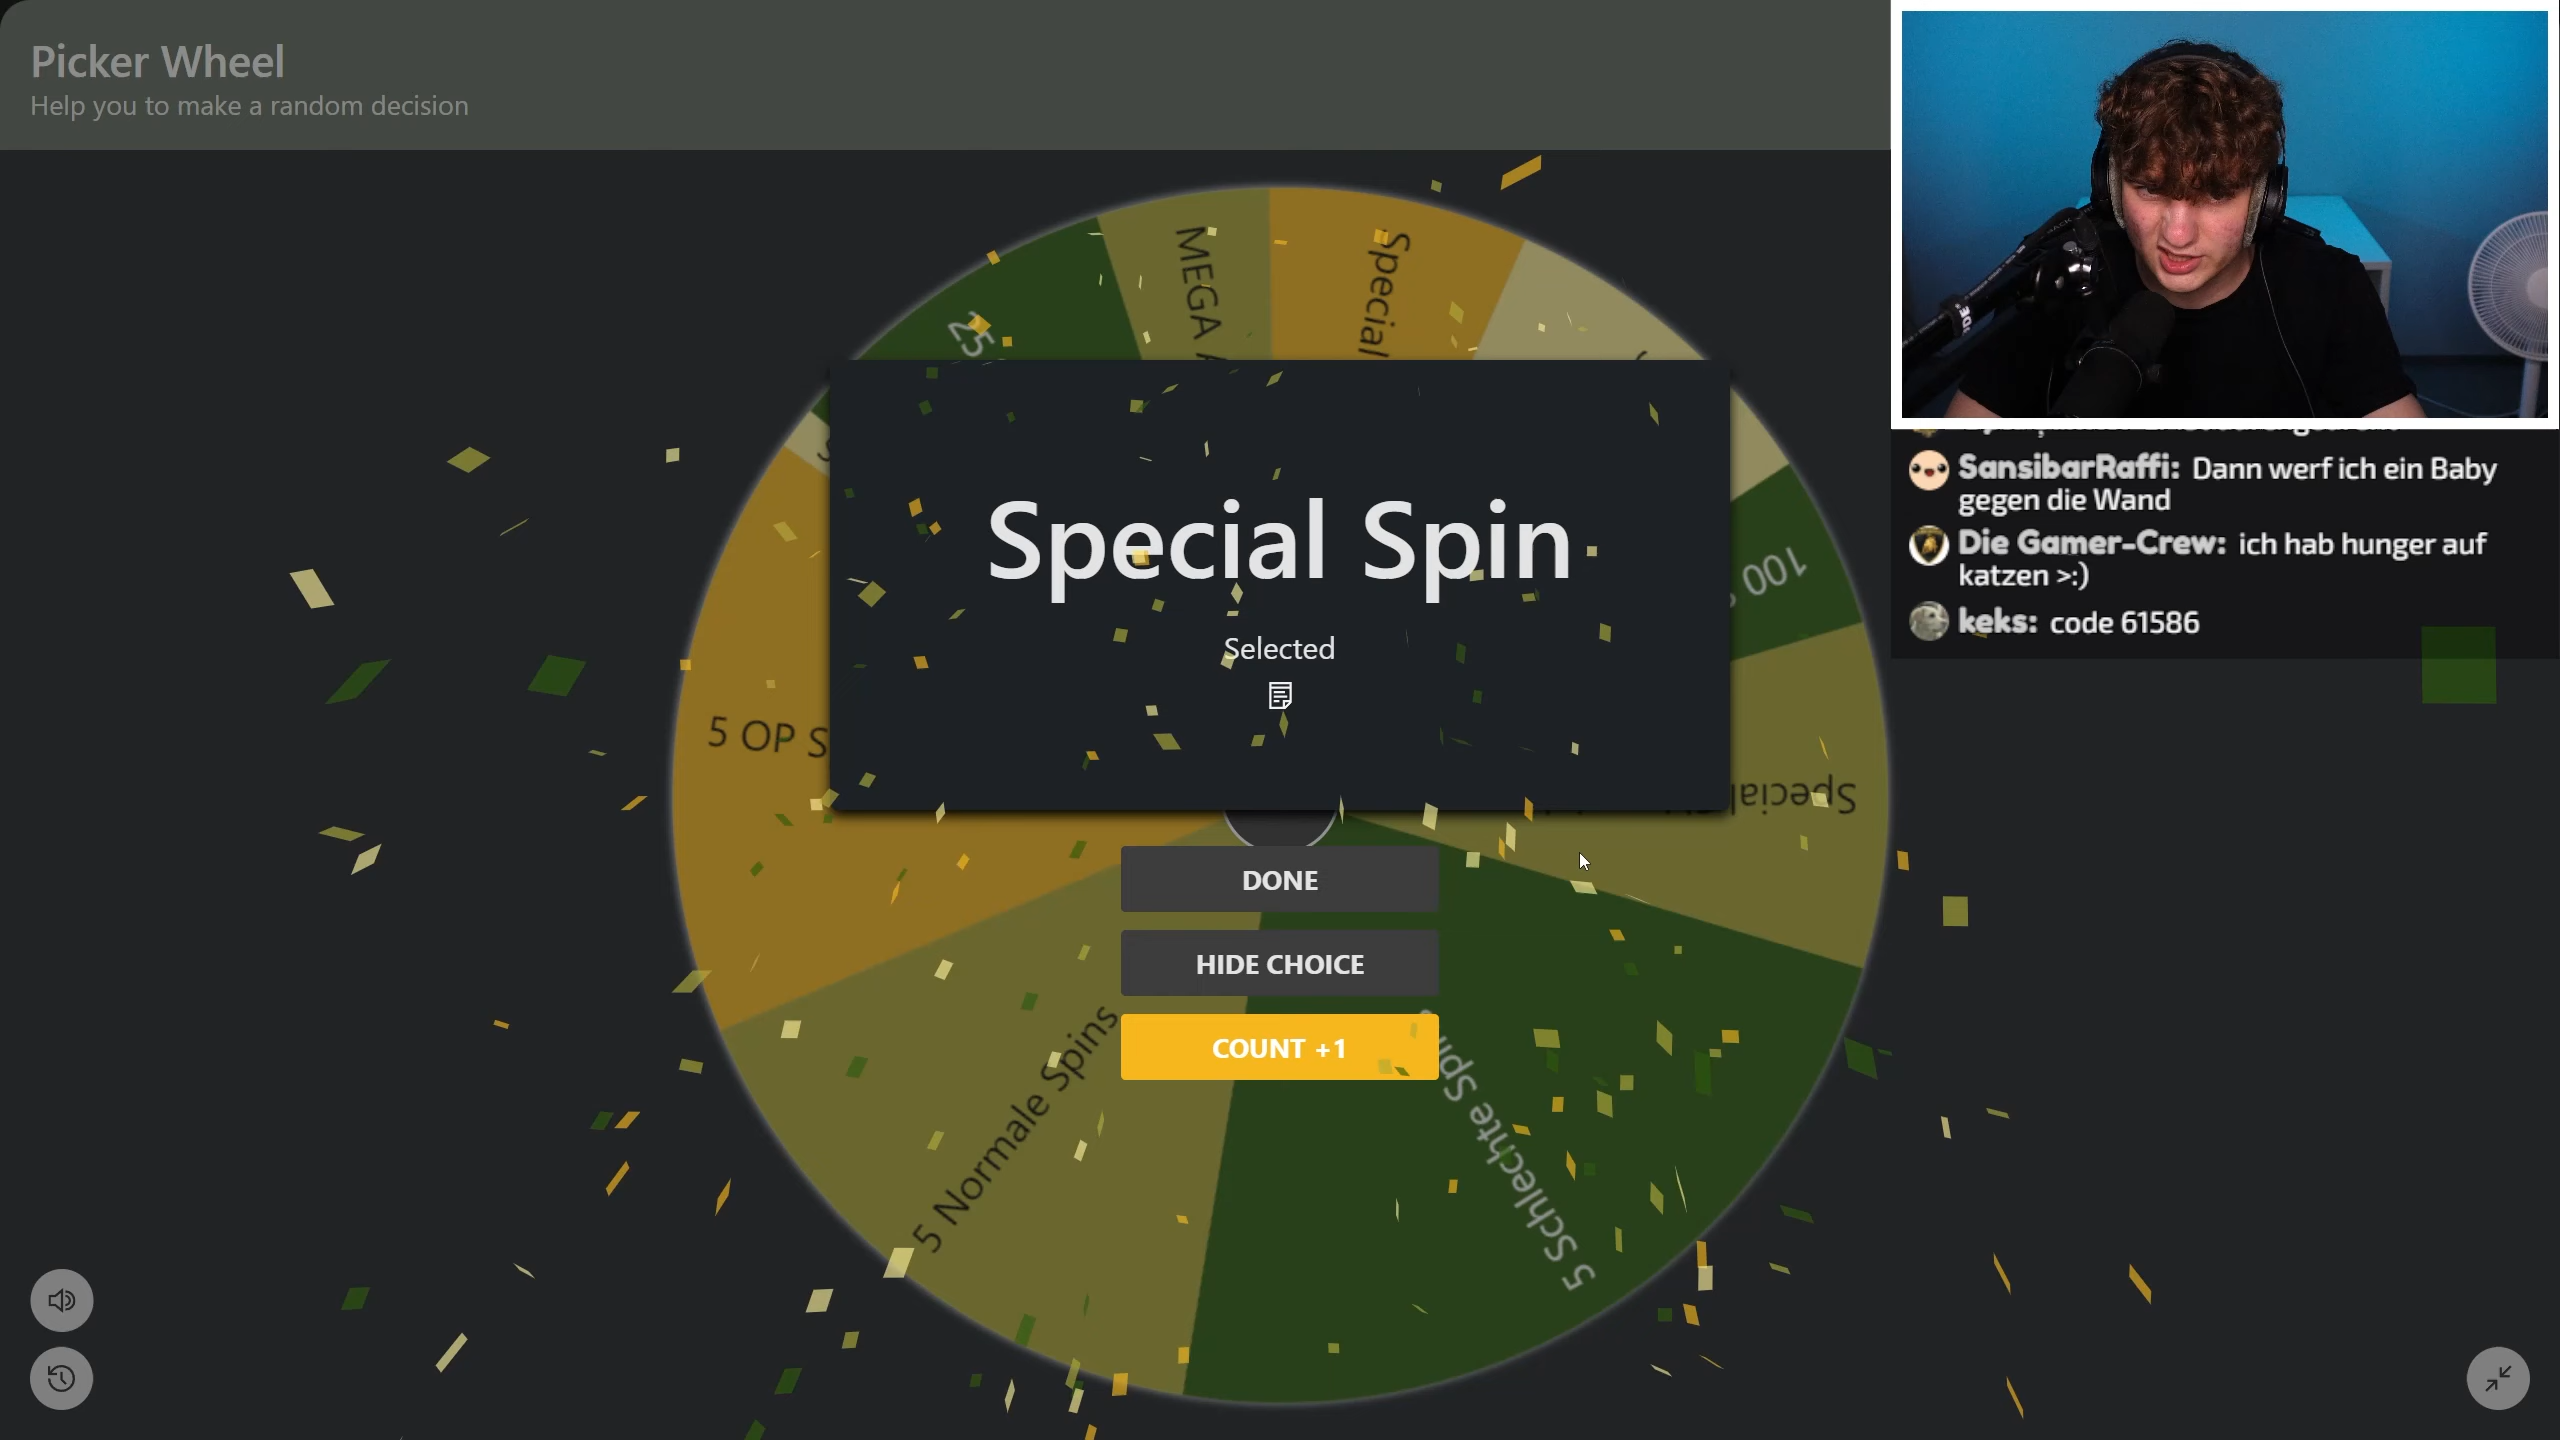 Picker Wheel
Help you to make a random decision
MEGA
Special
25
100
5 OP S
Special
Special Spin
Selected
DONE
HIDE CHOICE
COUNT +1
5 Normale Spins
5 Schlechte Spins
SansibarRaffi: Dann werf ich ein Baby
gegen die Wand
Die Gamer-Crew: ich hab hunger auf
katzen >:)
keks: code 61586